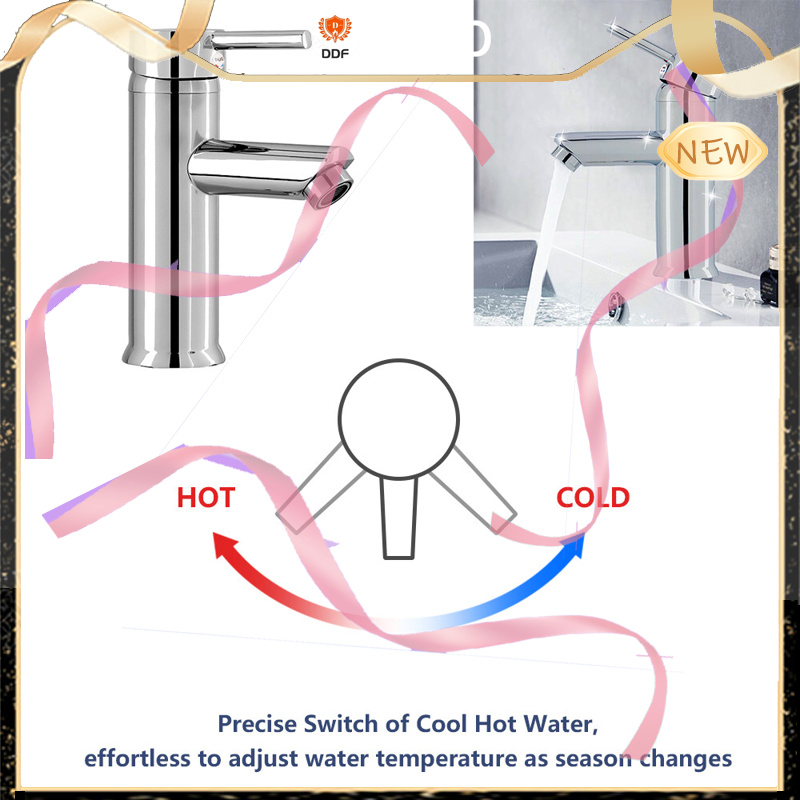 DDF
NEW
HOT
COLD
Precise Switch of Cool Hot Water,
effortless to adjust water temperature as season changes